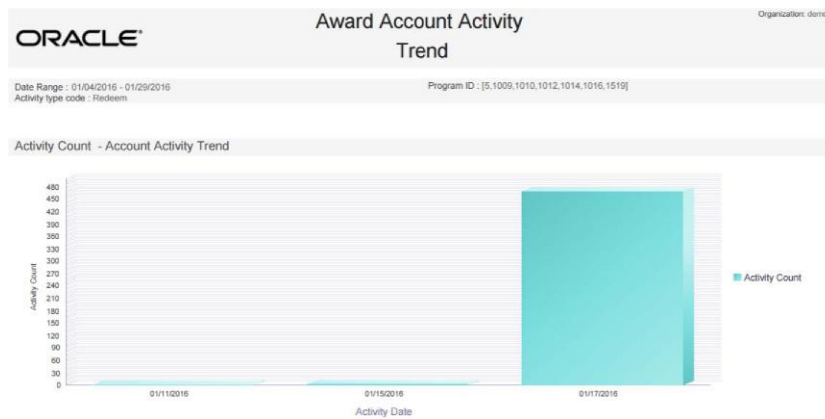 ORACLE®
Award Account Activity
Trend
Organization: demo
Date Range : 01/04/2016 - 01/29/2016
Program ID : [5,1009,1010,1012,1014,1016,1519]
Activity type code : Redeem
Activity Count - Account Activity Trend
480
450
420
390
360
330
300
270
240
210
180
150
120
90
60
30
0
Activity Count
Activity Count
01/11/2016
01/15/2016
01/17/2016
Activity Date